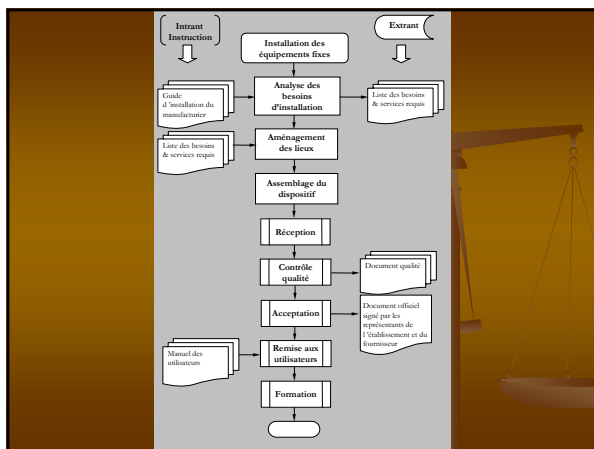 Intrant
Instruction
Extrant
Installation des
équipements fixes
Guide
d ’installation du
manufacturier
Analyse des
besoins
d’installation
Liste des besoins
& services requis
Liste des besoins
& services requis
Aménagement
des lieux
Assemblage du
dispositif
Réception
Contrôle
qualité
Document qualité
Acceptation
Document officiel
signé par les
représentants de
l ’établissement et du
fournisseur
Manuel des
utilisateurs
Remise aux
utilisateurs
Formation